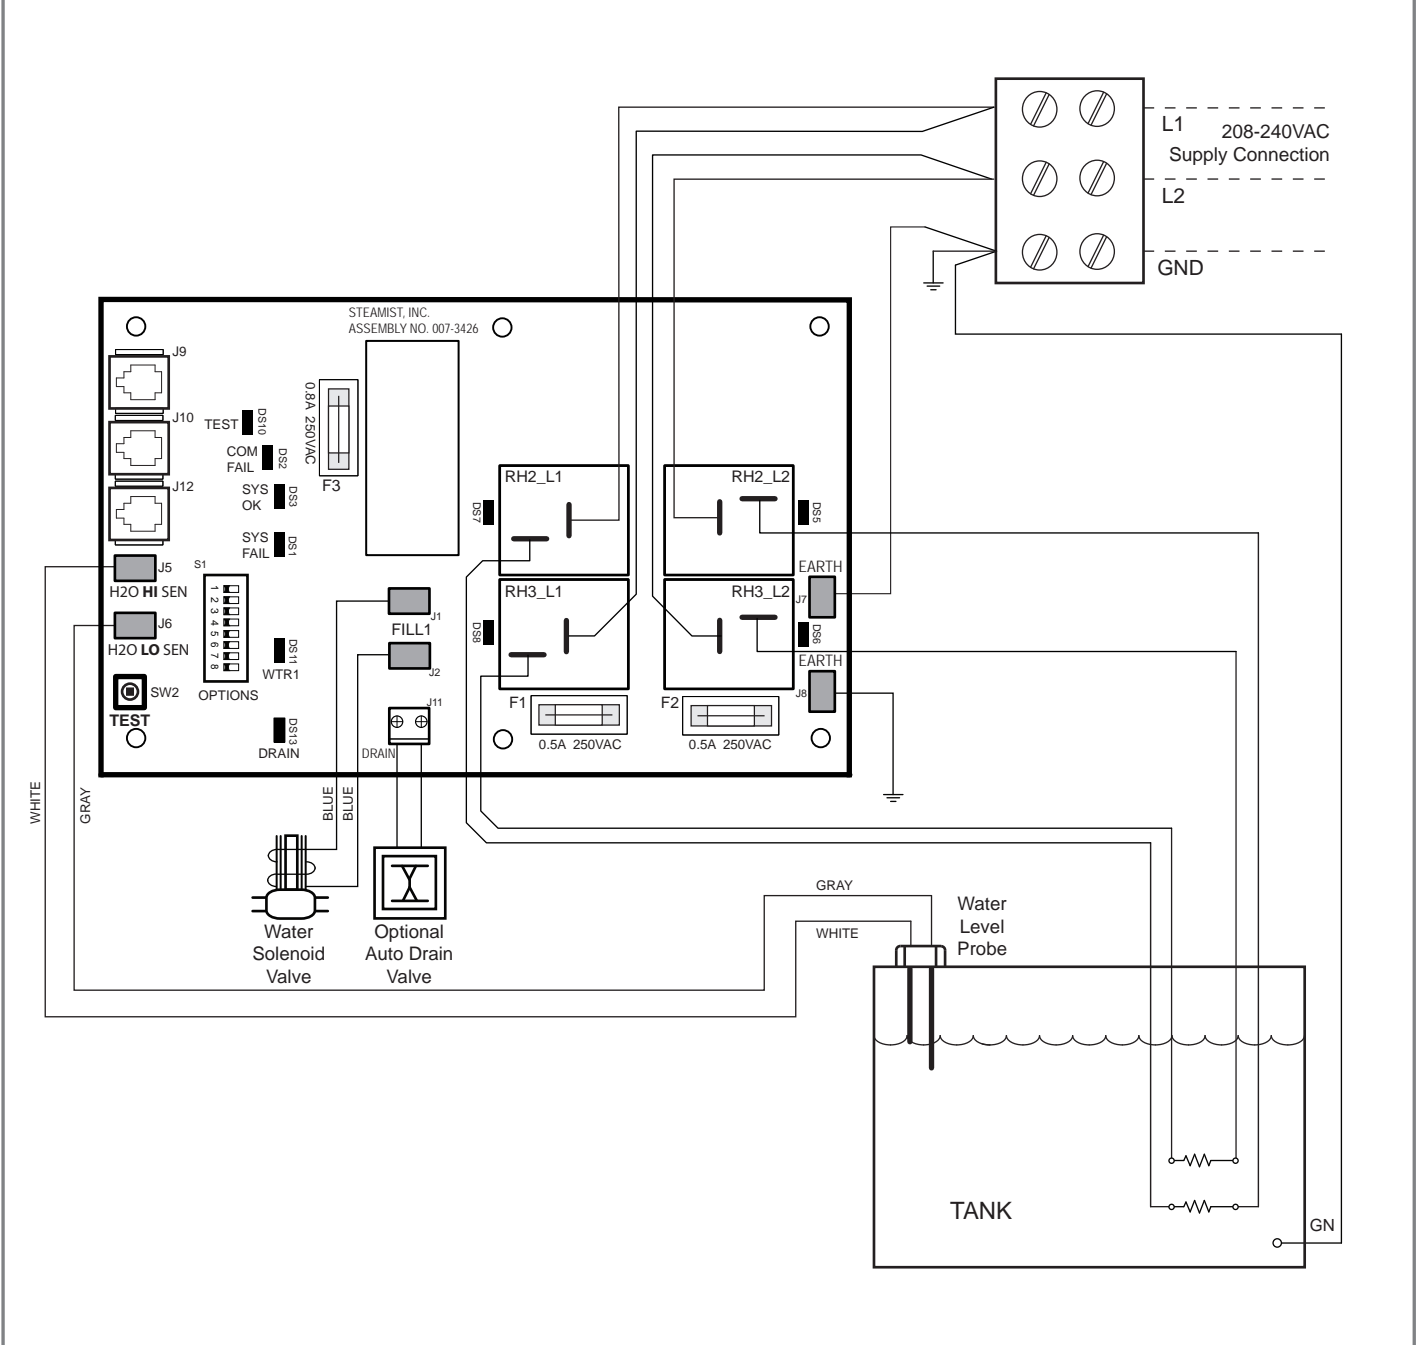 L1
208-240VAC
Supply Connection
L2
GND
STEAMIST, INC.
ASSEMBLY NO. 007-3426
J9
J10
J12
0.8A 250VAC
F3
TEST
DS10
COM
FAIL
DS2
SYS
OK
DS3
SYS
FAIL
DS1
RH2_L1
DS7
RH2_L2
DS5
J5
H2O HI SEN
J6
H2O LO SEN
S1
1
2
3
4
5
6
7
8
OPTIONS
SW2
TEST
J1
FILL1
J2
DS11
WTR1
DS13
DRAIN
J11
DRAIN
RH3_L1
DS8
RH3_L2
EARTH
J7
DS6
EARTH
J8
F1
0.5A 250VAC
F2
0.5A 250VAC
WHITE
GRAY
BLUE
BLUE
Water
Solenoid
Valve
Optional
Auto Drain
Valve
GRAY
WHITE
Water
Level
Probe
TANK
GN